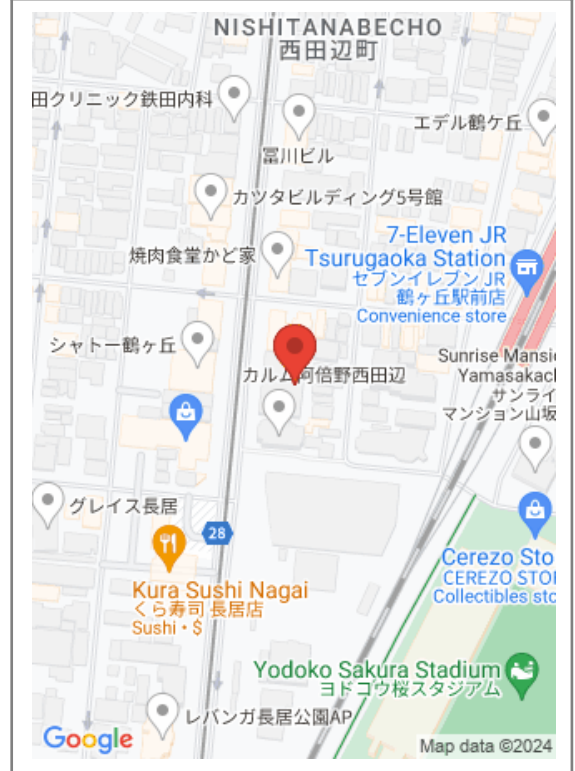 NISHITANABECHO
西田辺町
田クリニック鉄田内科
エデル鶴ケ丘
冨川ビル
カツタビルディング5号館
7-Eleven JR
Tsurugaoka Station
セブンイレブン JR
鶴ヶ丘駅前店
Convenience store
焼肉食堂かど家
シャトー鶴ヶ丘
カルム阿倍野西田辺
Sunrise Mansi
Yamasakac
サンライ
マンション山坂
グレイス長居
28
Kura Sushi Nagai
くら寿司 長居店
Sushi・$
Cerezo Sto
CEREZO STO
Collectibles sto
Yodoko Sakura Stadium
ヨドコウ桜スタジアム
レバンガ長居公園AP
Google
Map data ©2024